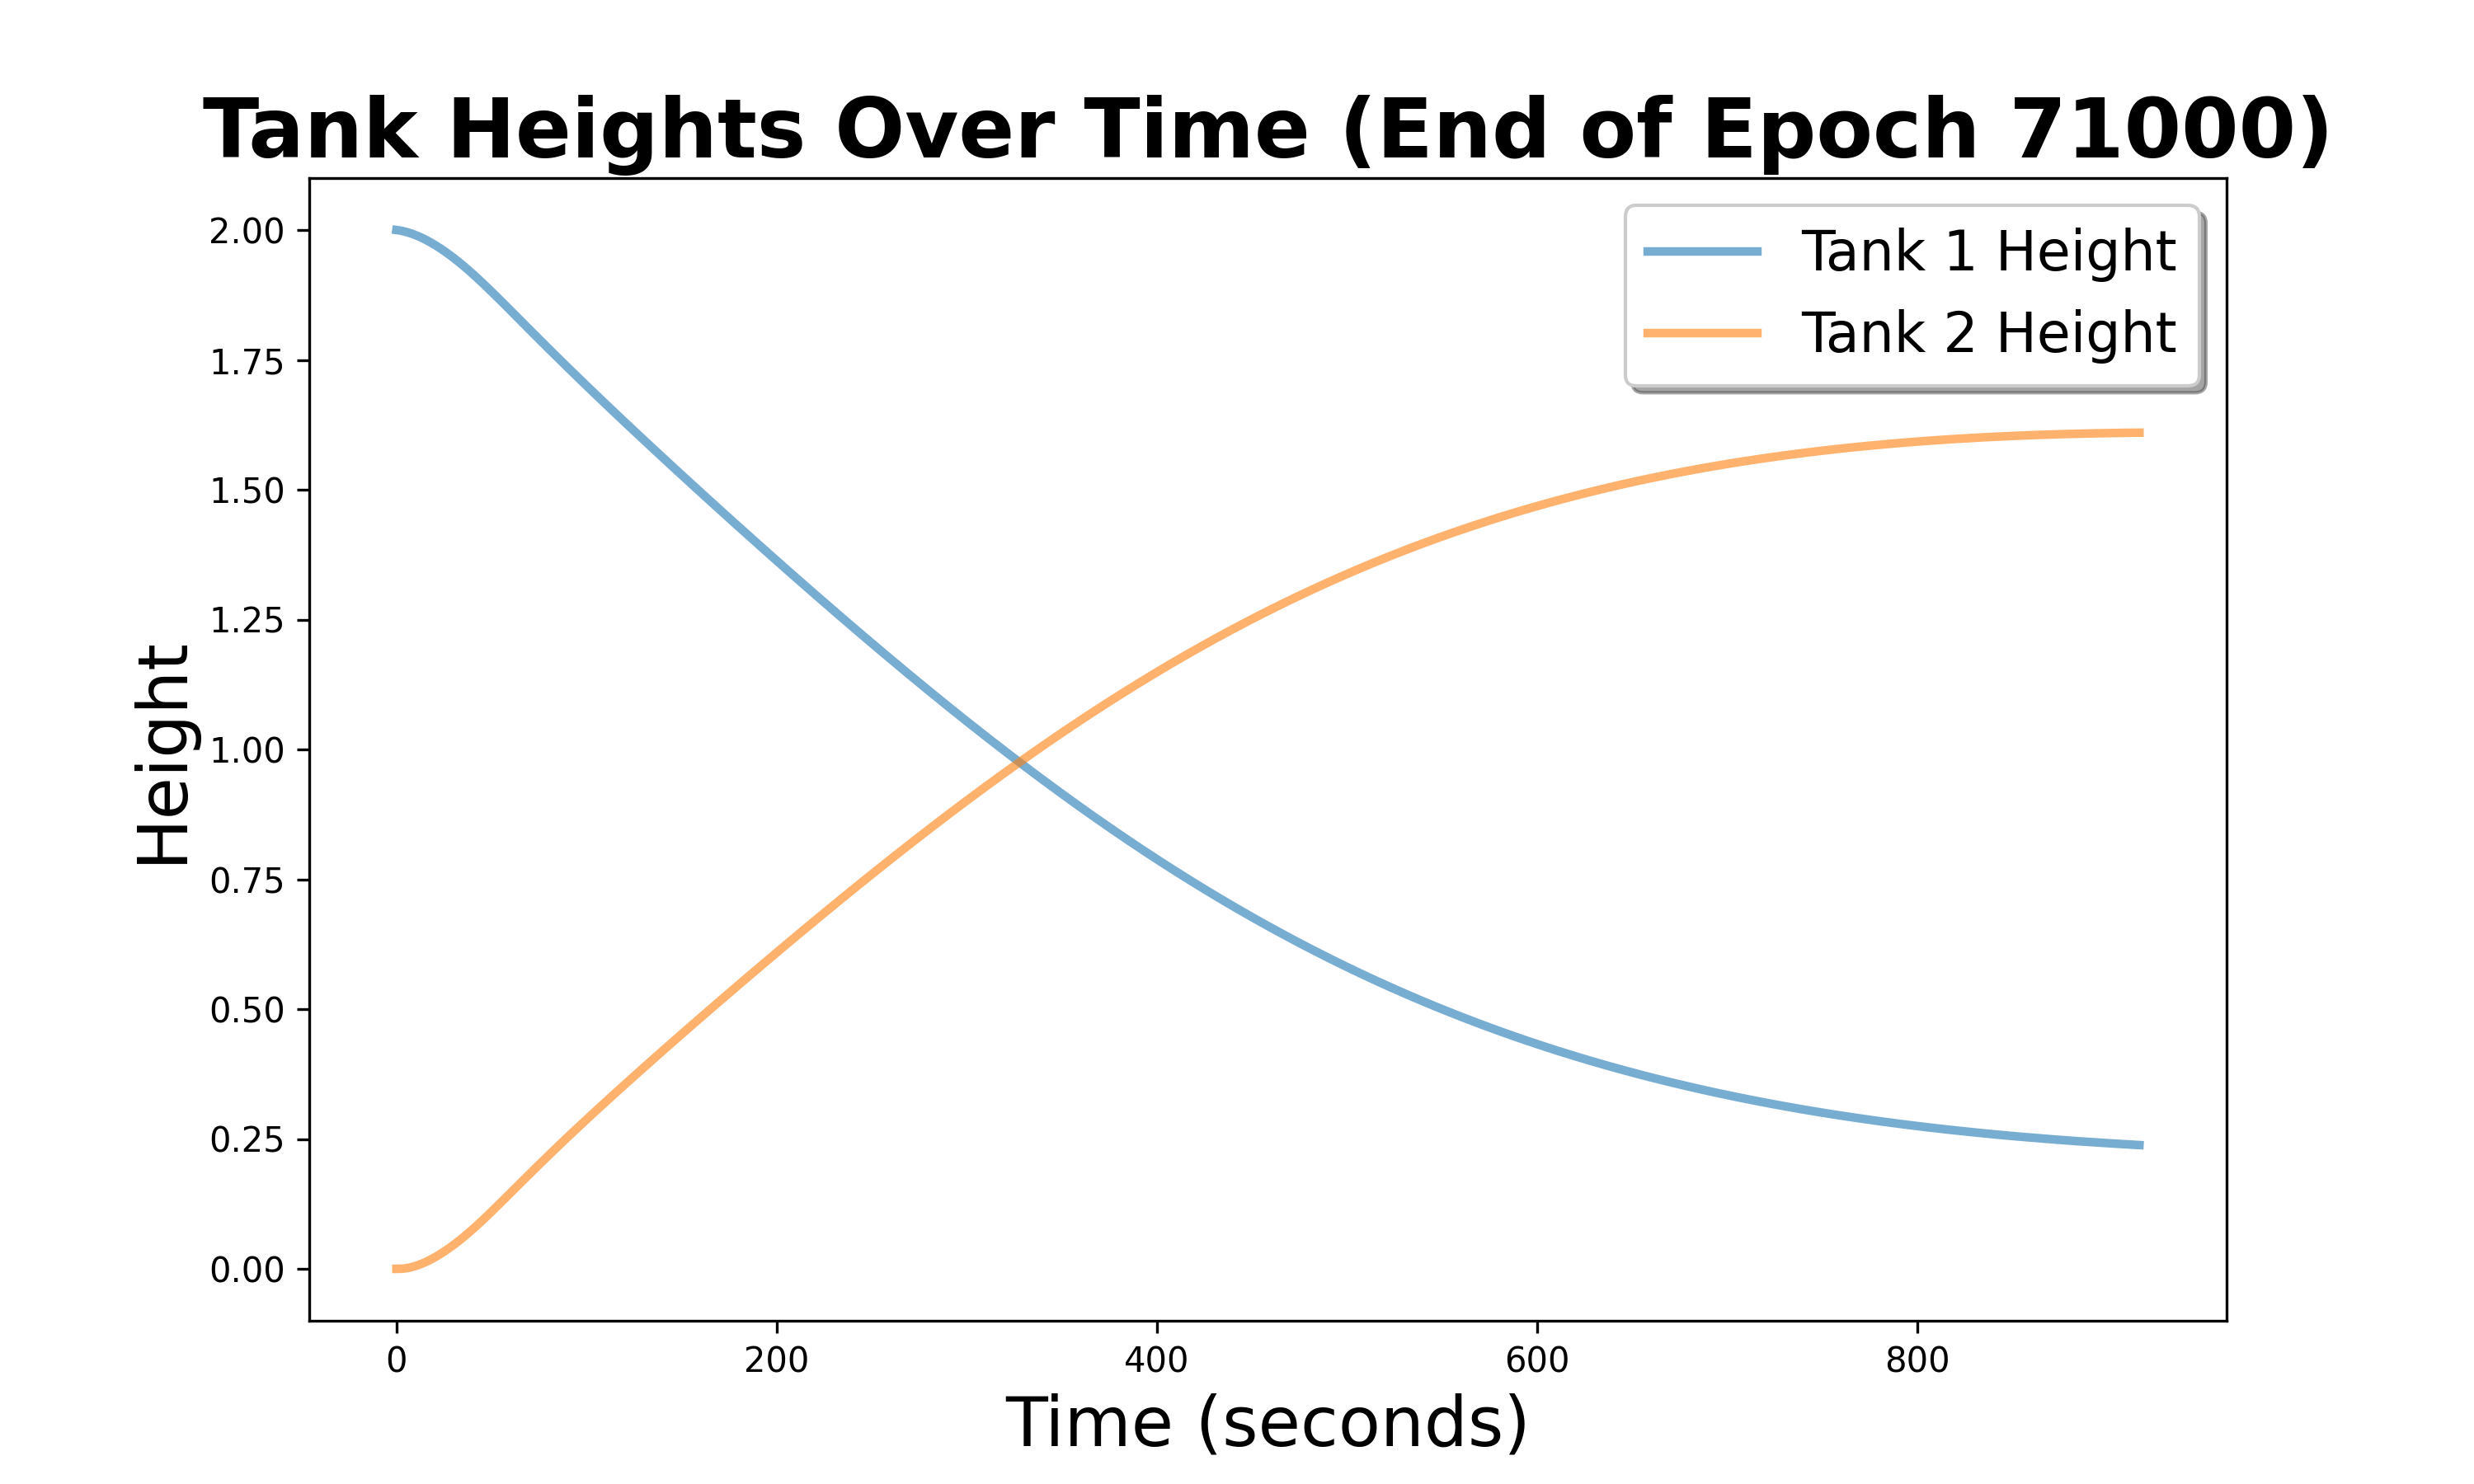 Tank Heights Over Time (End of Epoch 71000)
Tank 1 Height
Tank 2 Height
Height
2.00
1.75
1.50
1.25
1.00
0.75
0.50
0.25
0.00
0 200 400 600 800
Time (seconds)